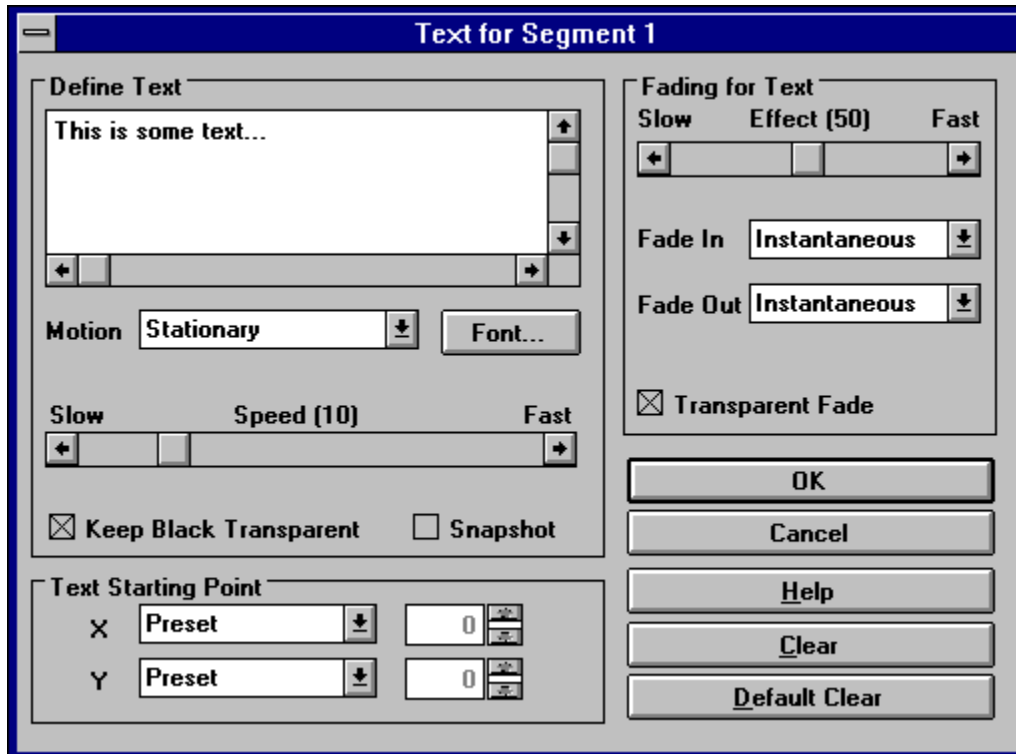 Text for Segment 1
Define Text
This is some text...
Motion Stationary Font...
Slow Speed (10) Fast
Keep Black Transparent Snapshot
Text Starting Point
X Preset 0
Y Preset 0
Fading for Text
Slow Effect (50) Fast
Fade In Instantaneous
Fade Out Instantaneous
Transparent Fade
OK
Cancel
Help
Clear
Default Clear